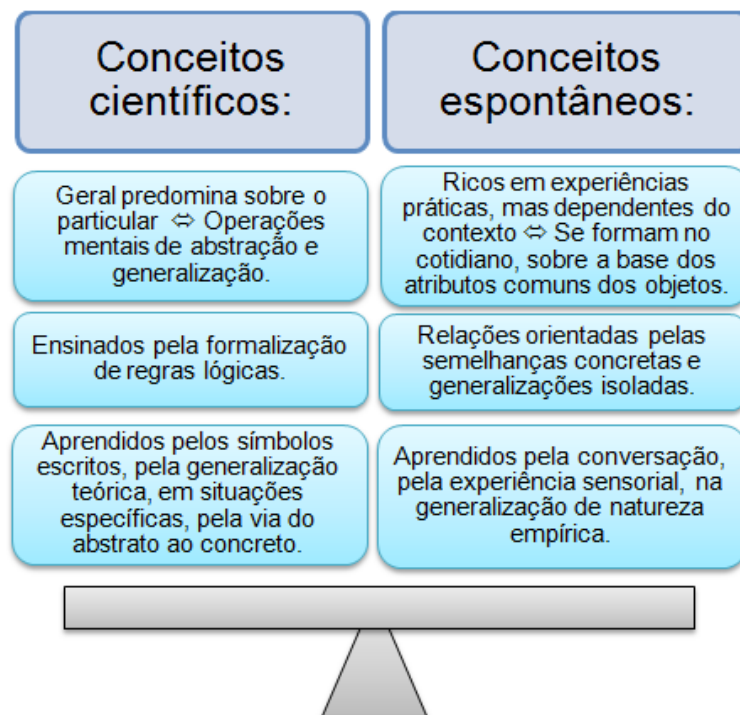 Conceitos
científicos:
Conceitos
espontâneos:
Geral predomina sobre o
particular ⇔ Operações
mentais de abstração e
generalização.
Ricos em experiências
práticas, mas dependentes do
contexto ⇔ Se formam no
cotidiano, sobre a base dos
atributos comuns dos objetos.
Ensinados pela formalização
de regras lógicas.
Relações orientadas pelas
semelhanças concretas e
generalizações isoladas.
Aprendidos pelos símbolos
escritos, pela generalização
teórica, em situações
específicas, pela via do
abstrato ao concreto.
Aprendidos pela conversação,
pela experiência sensorial, na
generalização de natureza
empírica.